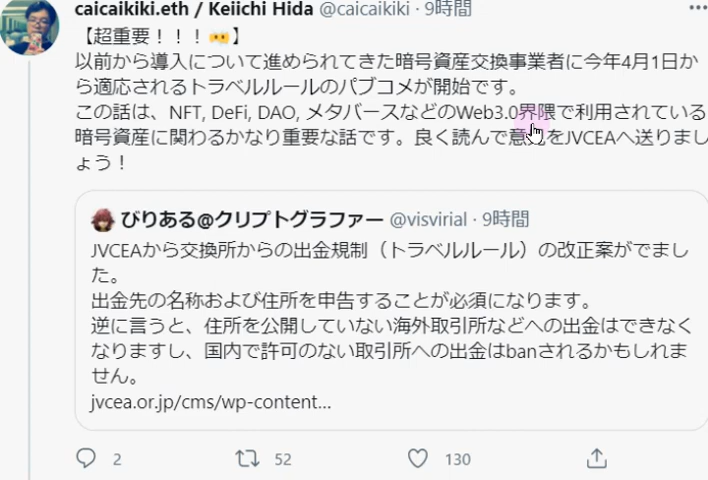 caicaikiki.eth / Keiichi Hida @caicaikiki · 9時間
【超重要！！！】
以前から導入について進められてきた暗号資産交換事業者に今年4月1日か
ら適応されるトラベルルールのパブコメが開始です。
この話は、NFT, DeFi, DAO, メタバースなどのWeb3.0界隈で利用されている
暗号資産に関わるかなり重要な話です。良く読んで意見をJVCEAへ送りまし
ょう！
びりある@クリプトグラファー @visvirial · 9時間
JVCEAから交換所からの出金規制（トラベルルール）の改正案がでまし
た。
出金先の名称および住所を申告することが必須になります。
逆に言うと、住所を公開していない海外取引所などへの出金はできなく
なりますし、国内で許可のない取引所への出金はbanされるかもしれま
せん。
jvcea.or.jp/cms/wp-content...
2 52 130